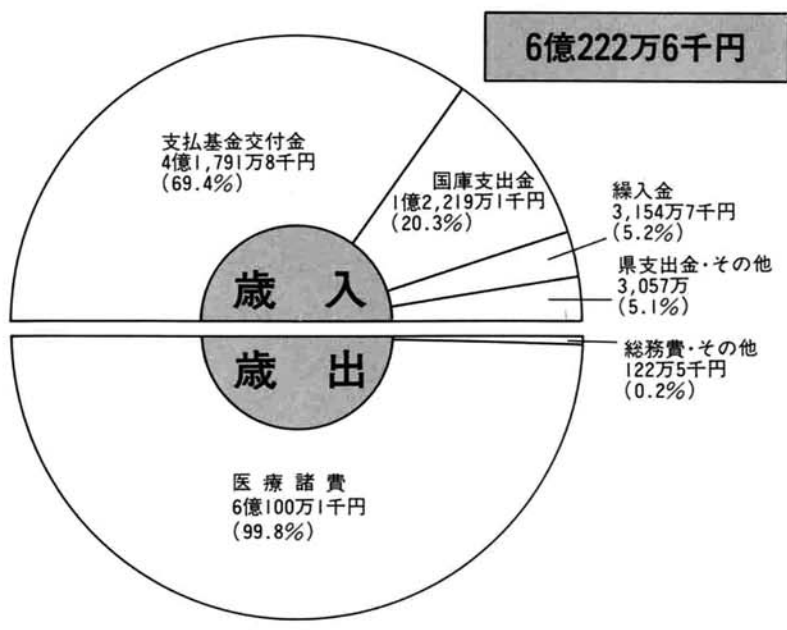 6億222万6千円
支払基金交付金
4億1,791万8千円
(69.4%)
国庫支出金
1億2,219万1千円
(20.3%)
繰入金
3,154万7千円
(5.2%)
県支出金・その他
3,057万
(5.1%)
歳 入
歳 出
総務費・その他
122万5千円
(0.2%)
医療諸費
6億100万1千円
(99.8%)